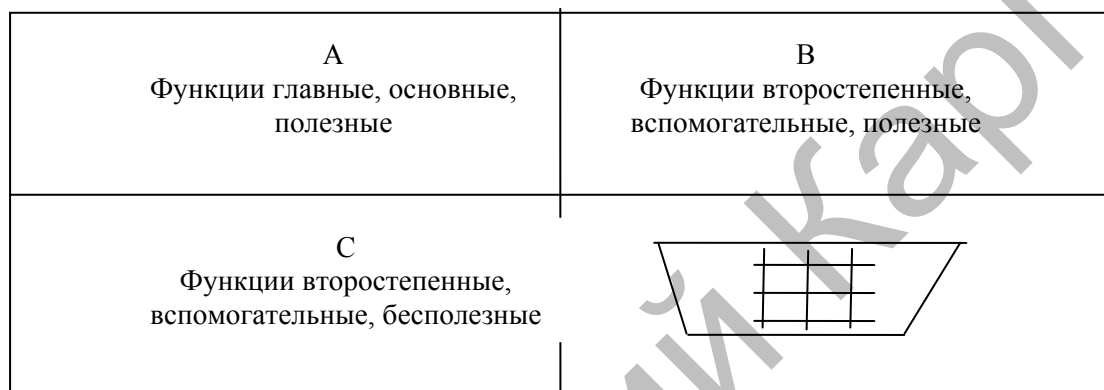 A
Функции главные, основные,
полезные
B
Функции второстепенные,
вспомогательные, полезные
C
Функции второстепенные,
вспомогательные, бесполезные